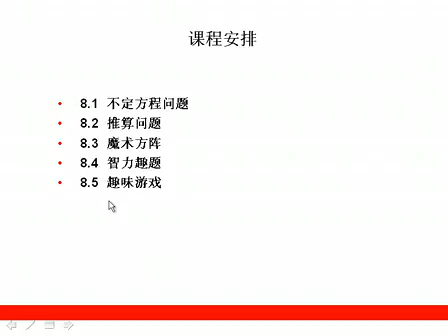 课程安排
8.1 不定方程问题
8.2 推算问题
8.3 魔术方阵
8.4 智力趣题
8.5 趣味游戏